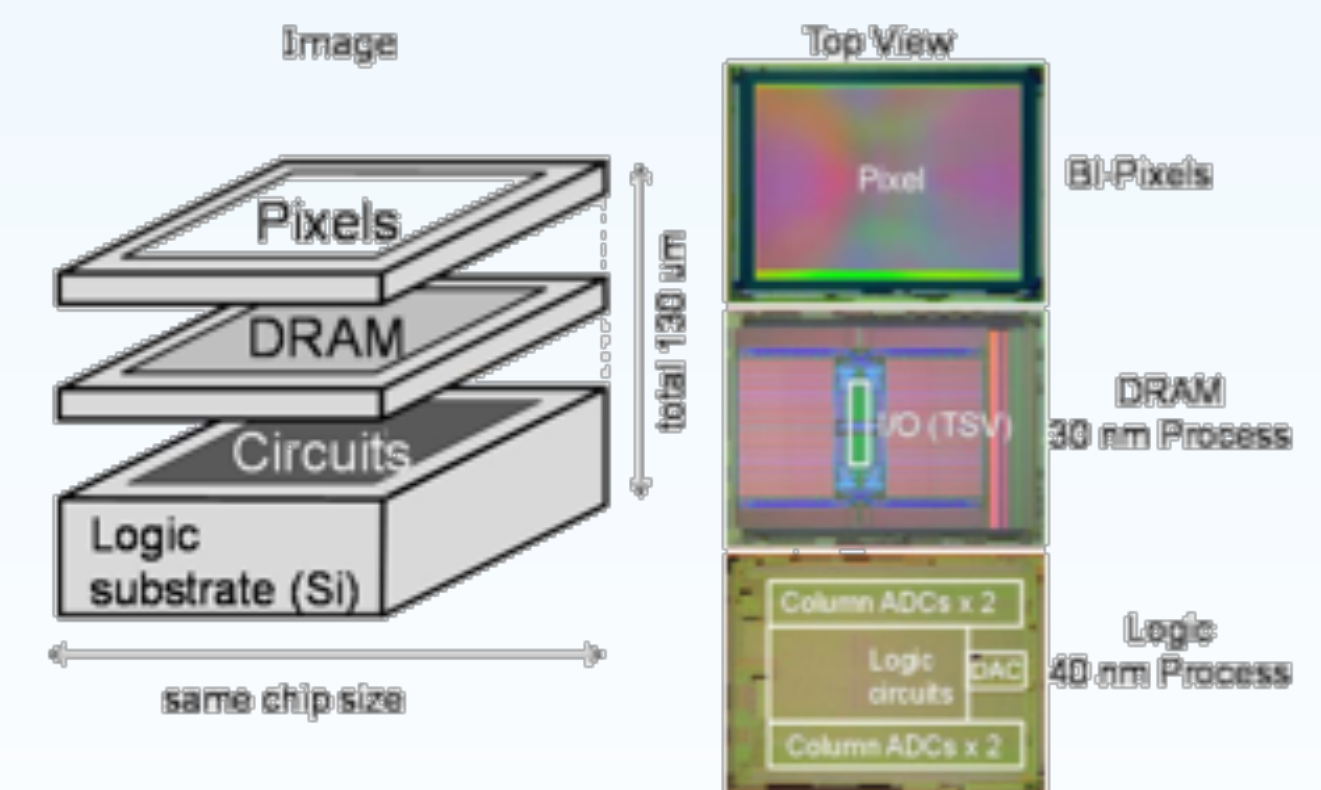 Image
Top View
Pixels
DRAM
Circuits
Logic
substrate (Si)
total 130 um
same chip size
Pixel
BI-Pixels
I/O (TSV)
DRAM
30 nm Process
Column ADCs x 2
Logic
circuits
DAC
Column ADCs x 2
Logic
40 nm Process